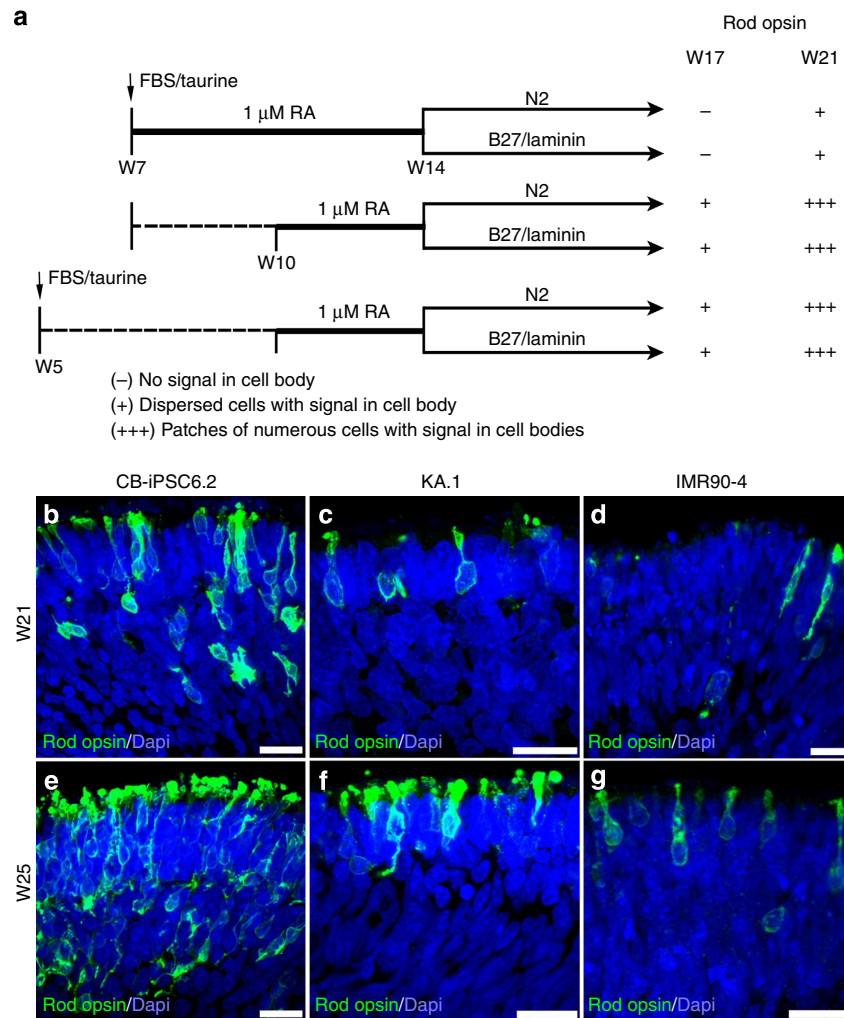 a
Rod opsin
W17 W21
FBS/taurine
1 μM RA
N2
– +
B27/laminin
– +
W7 W14
1 μM RA
N2
+ +++
B27/laminin
+ +++
W10
FBS/taurine
1 μM RA
N2
+ +++
B27/laminin
+ +++
W5
(–) No signal in cell body
(+) Dispersed cells with signal in cell body
(+++) Patches of numerous cells with signal in cell bodies
CB-iPSC6.2 KA.1 IMR90-4
W21
b
Rod opsin/Dapi
c
Rod opsin/Dapi
d
Rod opsin/Dapi
W25
e
Rod opsin/Dapi
f
Rod opsin/Dapi
g
Rod opsin/Dapi